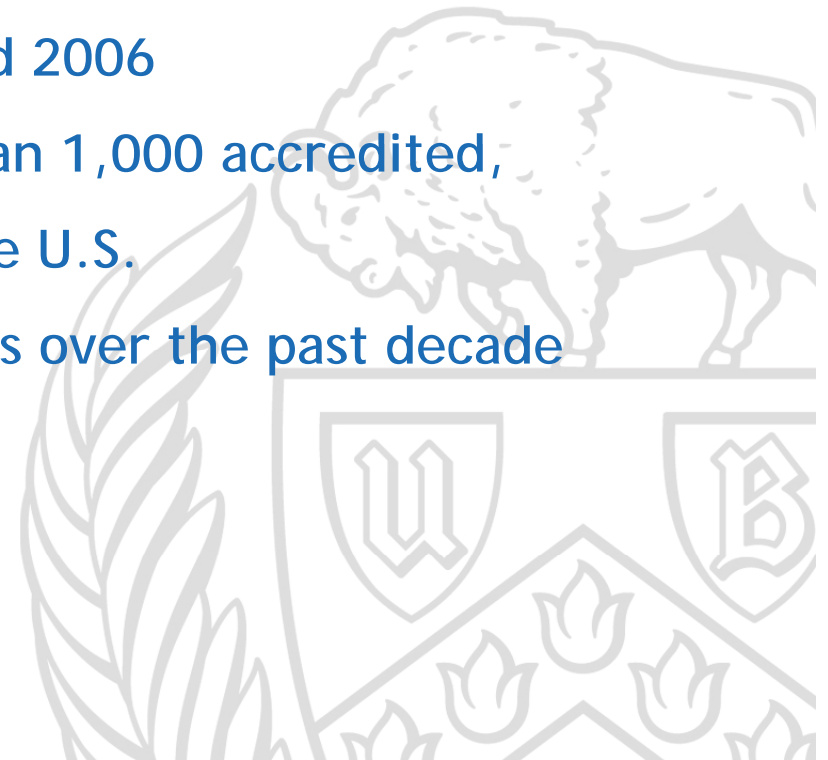 d 2006
an 1,000 accredited,
e U.S.
s over the past decade
U B